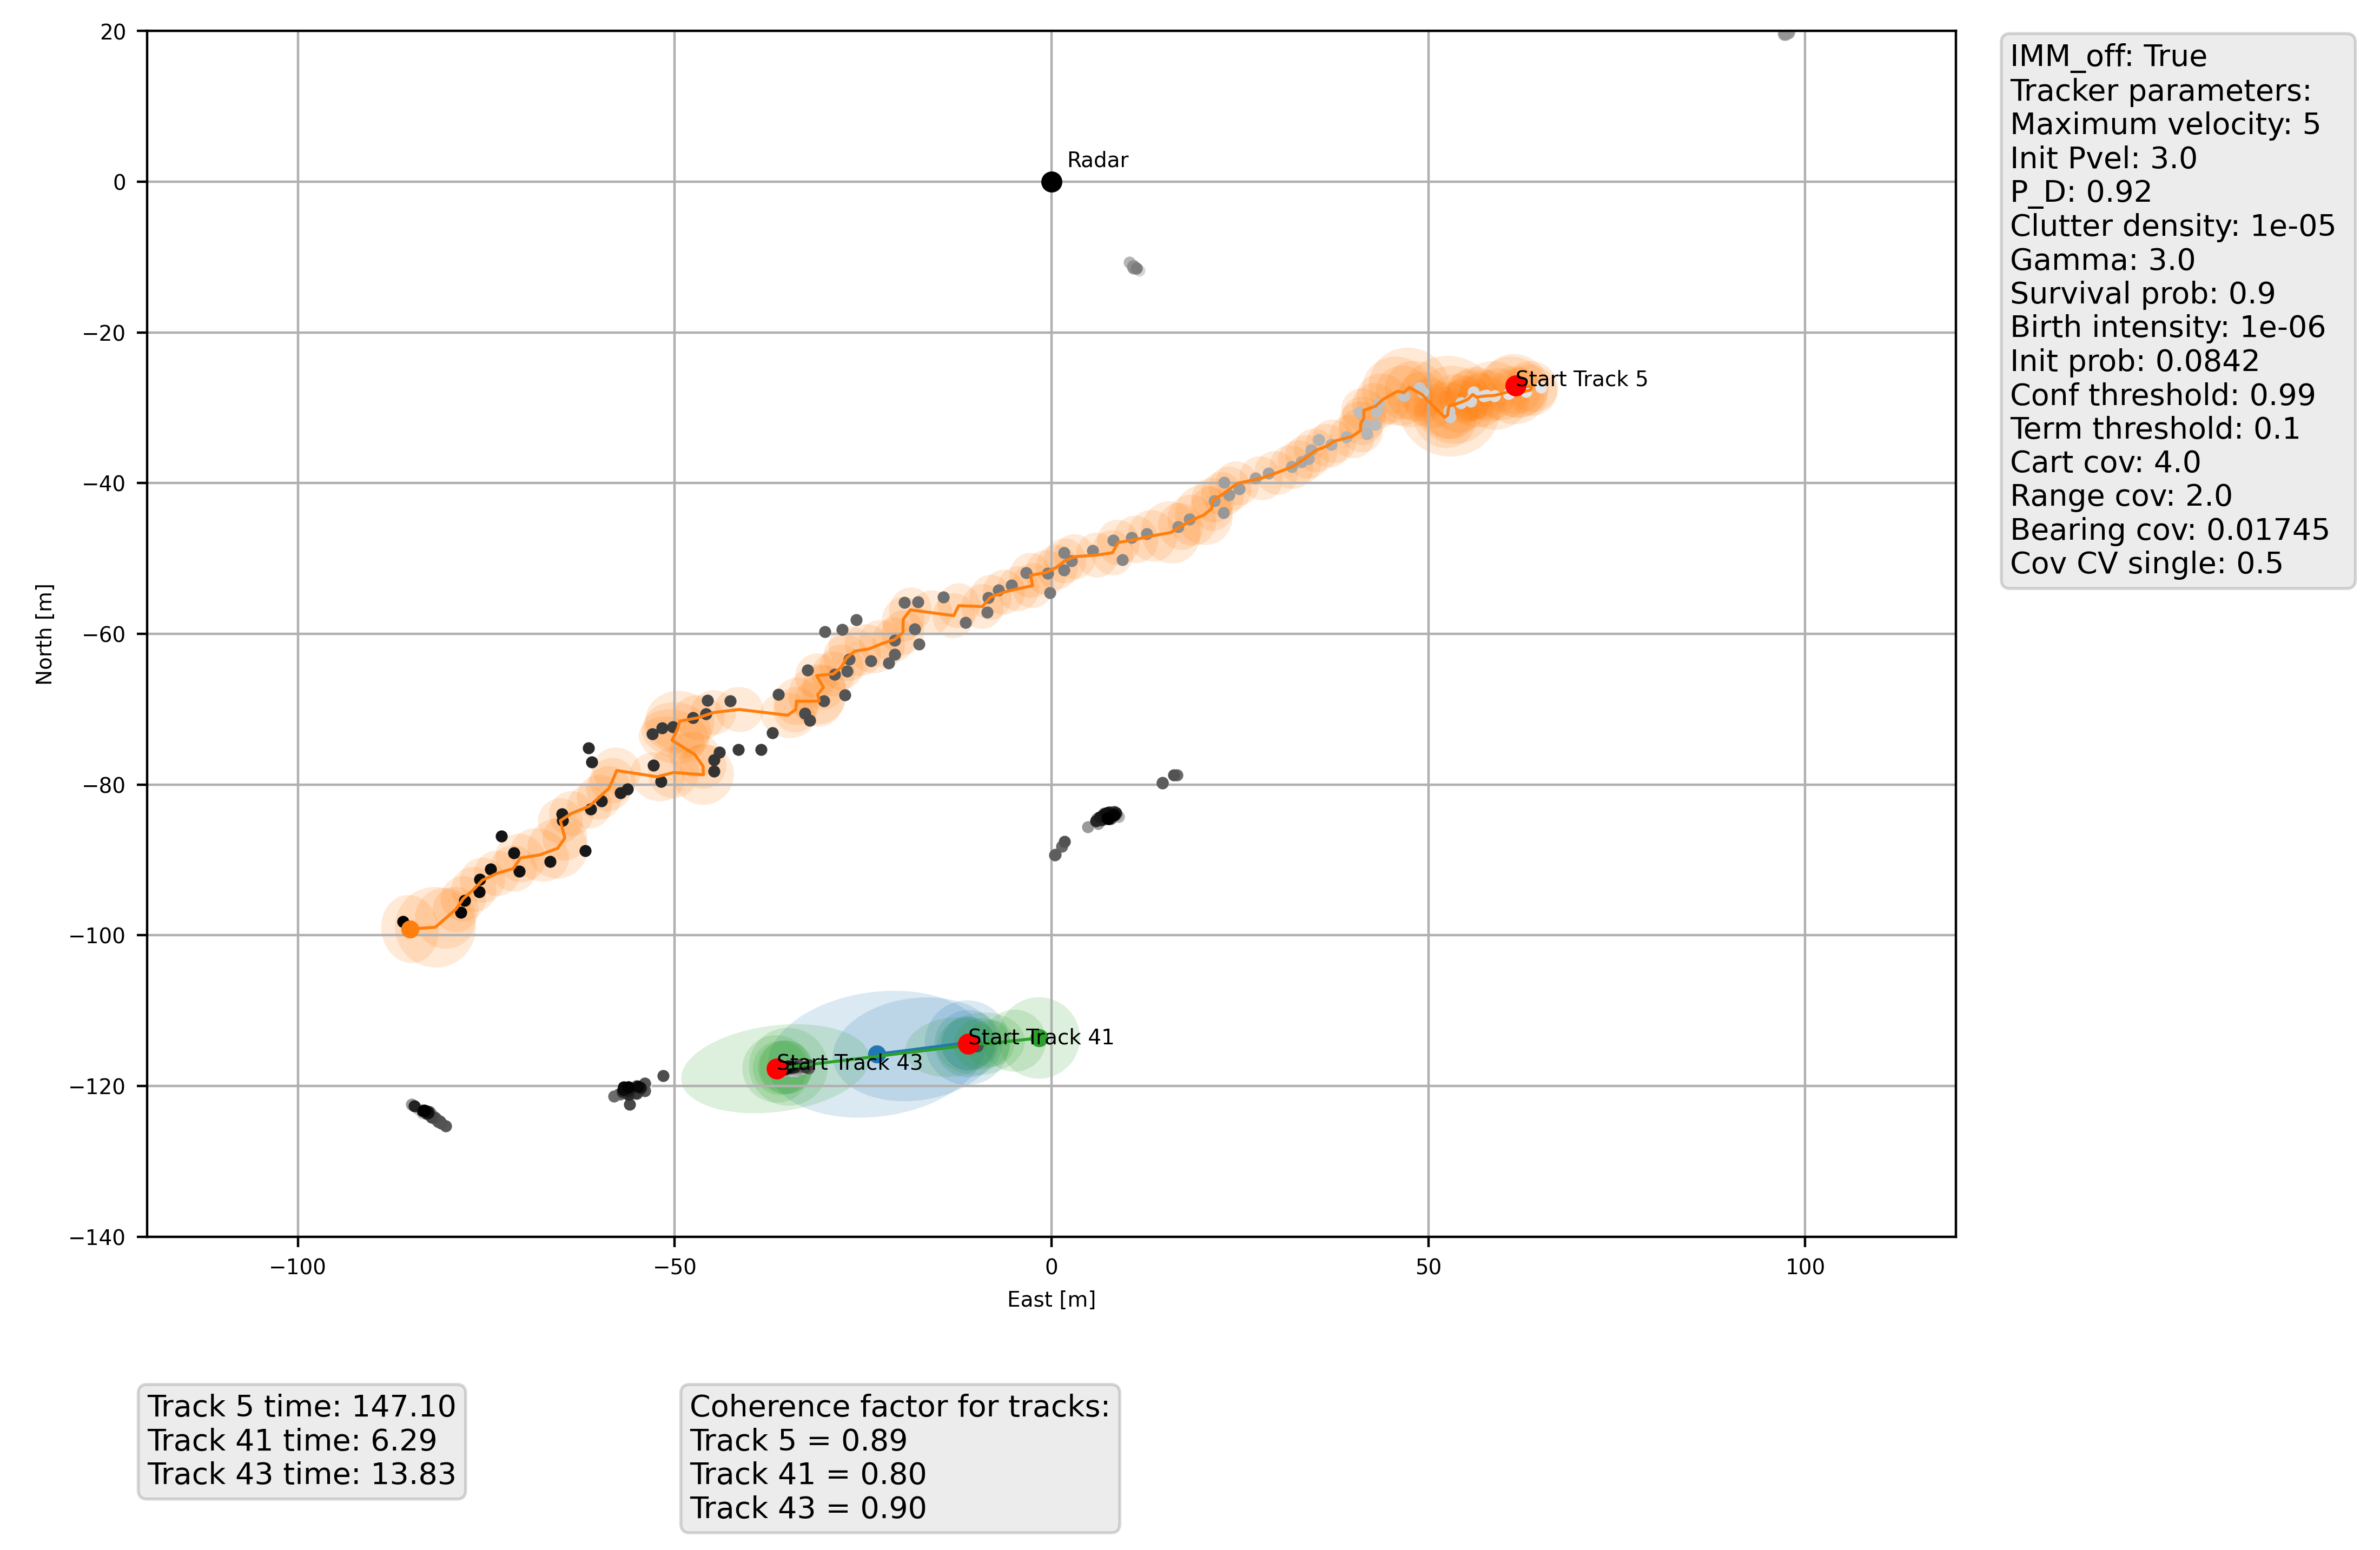 20
0
−20
−40
−60
−80
−100
−120
−140
North [m]
Radar
Start Track 5
Start Track 41
Start Track 43
−100
−50
0
50
100
East [m]
IMM_off: True
Tracker parameters:
Maximum velocity: 5
Init Pvel: 3.0
P_D: 0.92
Clutter density: 1e-05
Gamma: 3.0
Survival prob: 0.9
Birth intensity: 1e-06
Init prob: 0.0842
Conf threshold: 0.99
Term threshold: 0.1
Cart cov: 4.0
Range cov: 2.0
Bearing cov: 0.01745
Cov CV single: 0.5
Track 5 time: 147.10
Track 41 time: 6.29
Track 43 time: 13.83
Coherence factor for tracks:
Track 5 = 0.89
Track 41 = 0.80
Track 43 = 0.90